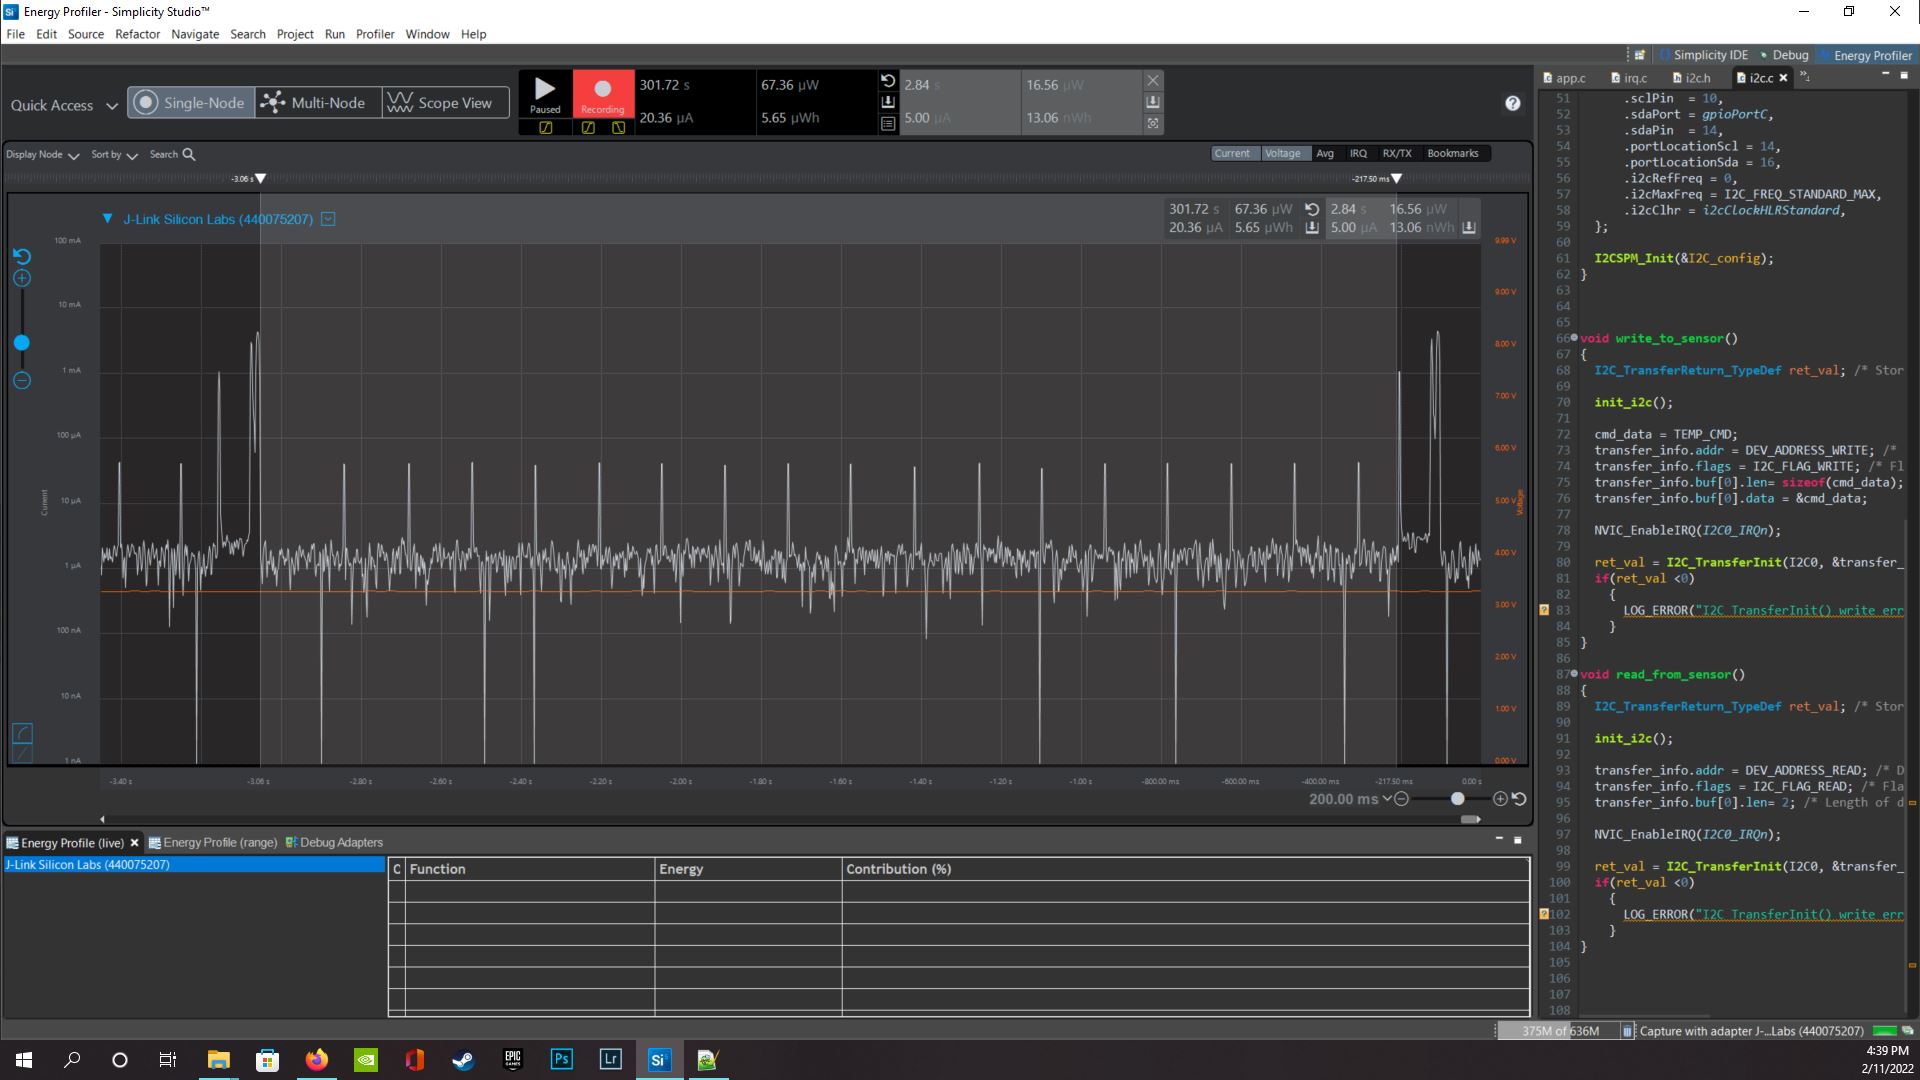 Energy Profiler - Simplicity Studio™
File Edit Source Refactor Navigate Search Project Run Profiler Window Help
Simplicity IDE Debug Energy Profiler
Quick Access Single-Node Multi-Node Scope View
Paused Recording
301.72 s 67.36 µW
20.36 µA 5.65 µWh
2.84 s 16.56 µW
5.00 µA 13.06 nWh
Display Node Sort by Search
Current Voltage Avg IRQ RX/TX Bookmarks
-3.06 s -217.50 ms
J-Link Silicon Labs (440075207)
301.72 s 67.36 µW 2.84 s 16.56 µW
20.36 µA 5.65 µWh 5.00 µA 13.06 nWh
100 mA
10 mA
1 mA
100 µA
10 µA
1 µA
100 nA
10 nA
1 nA
Current
9.99 V
9.00 V
8.00 V
7.00 V
6.00 V
5.00 V
4.00 V
3.00 V
2.00 V
1.00 V
0.00 V
Voltage
-3.40 s -3.06 s -2.80 s -2.60 s -2.40 s -2.20 s -2.00 s -1.80 s -1.60 s -1.40 s -1.20 s -1.00 s -800.00 ms -600.00 ms -400.00 ms -217.50 ms 0.00 s
200.00 ms
Energy Profile (live) Energy Profile (range) Debug Adapters
J-Link Silicon Labs (440075207)
C Function Energy Contribution (%)
app.c irq.c i2c.h i2c.c
51 .sclPin = 10,
52 .sdaPort = gpioPortC,
53 .sdaPin = 14,
54 .portLocationScl = 14,
55 .portLocationSda = 16,
56 .i2cRefFreq = 0,
57 .i2cMaxFreq = I2C_FREQ_STANDARD_MAX,
58 .i2cClhr = i2cClockHLRStandard,
59 };
60
61 I2CSPM_Init(&I2C_config);
62 }
63
64
65
66 void write_to_sensor()
67 {
68 I2C_TransferReturn_TypeDef ret_val; /* Stor
69
70 init_i2c();
71
72 cmd_data = TEMP_CMD;
73 transfer_info.addr = DEV_ADDRESS_WRITE; /*
74 transfer_info.flags = I2C_FLAG_WRITE; /* Fl
75 transfer_info.buf[0].len= sizeof(cmd_data);
76 transfer_info.buf[0].data = &cmd_data;
77
78 NVIC_EnableIRQ(I2C0_IRQn);
79
80 ret_val = I2C_TransferInit(I2C0, &transfer_
81 if(ret_val <0)
82 {
83 LOG_ERROR("I2C TransferInit() write err
84 }
85 }
86
87 void read_from_sensor()
88 {
89 I2C_TransferReturn_TypeDef ret_val; /* Stor
90
91 init_i2c();
92
93 transfer_info.addr = DEV_ADDRESS_READ; /* D
94 transfer_info.flags = I2C_FLAG_READ; /* Fla
95 transfer_info.buf[0].len= 2; /* Length of d
96
97 NVIC_EnableIRQ(I2C0_IRQn);
98
99 ret_val = I2C_TransferInit(I2C0, &transfer_
100 if(ret_val <0)
101 {
102 LOG_ERROR("I2C TransferInit() write err
103 }
104 }
105
106
107
108
375M of 636M Capture with adapter J-...Labs (440075207)
EPIC GAMES Ps Lr Si
4:39 PM
2/11/2022